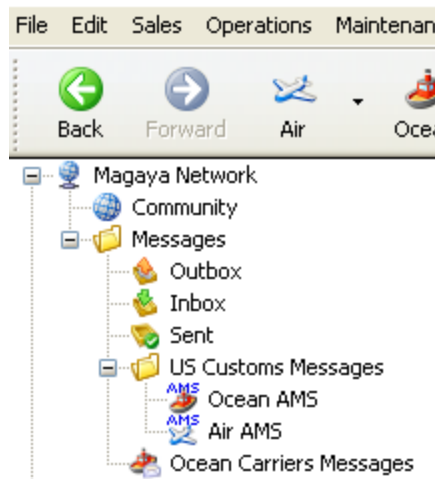 File Edit Sales Operations Maintenan
Back Forward Air Ocea
Magaya Network
Community
Messages
Outbox
Inbox
Sent
US Customs Messages
AMS Ocean AMS
AMS Air AMS
Ocean Carriers Messages